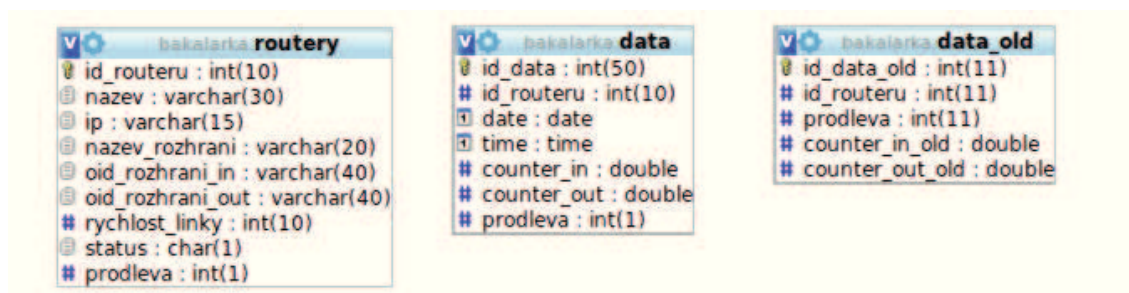 bakalarka routery
id_routeru : int(10)
nazev : varchar(30)
ip : varchar(15)
nazev_rozhrani : varchar(20)
oid_rozhrani_in : varchar(40)
oid_rozhrani_out : varchar(40)
rychlost_linky : int(10)
status : char(1)
prodleva : int(1)
bakalarka data
id_data : int(50)
id_routeru : int(10)
date : date
time : time
counter_in : double
counter_out : double
prodleva : int(1)
bakalarka data_old
id_data_old : int(11)
id_routeru : int(11)
prodleva : int(11)
counter_in_old : double
counter_out_old : double